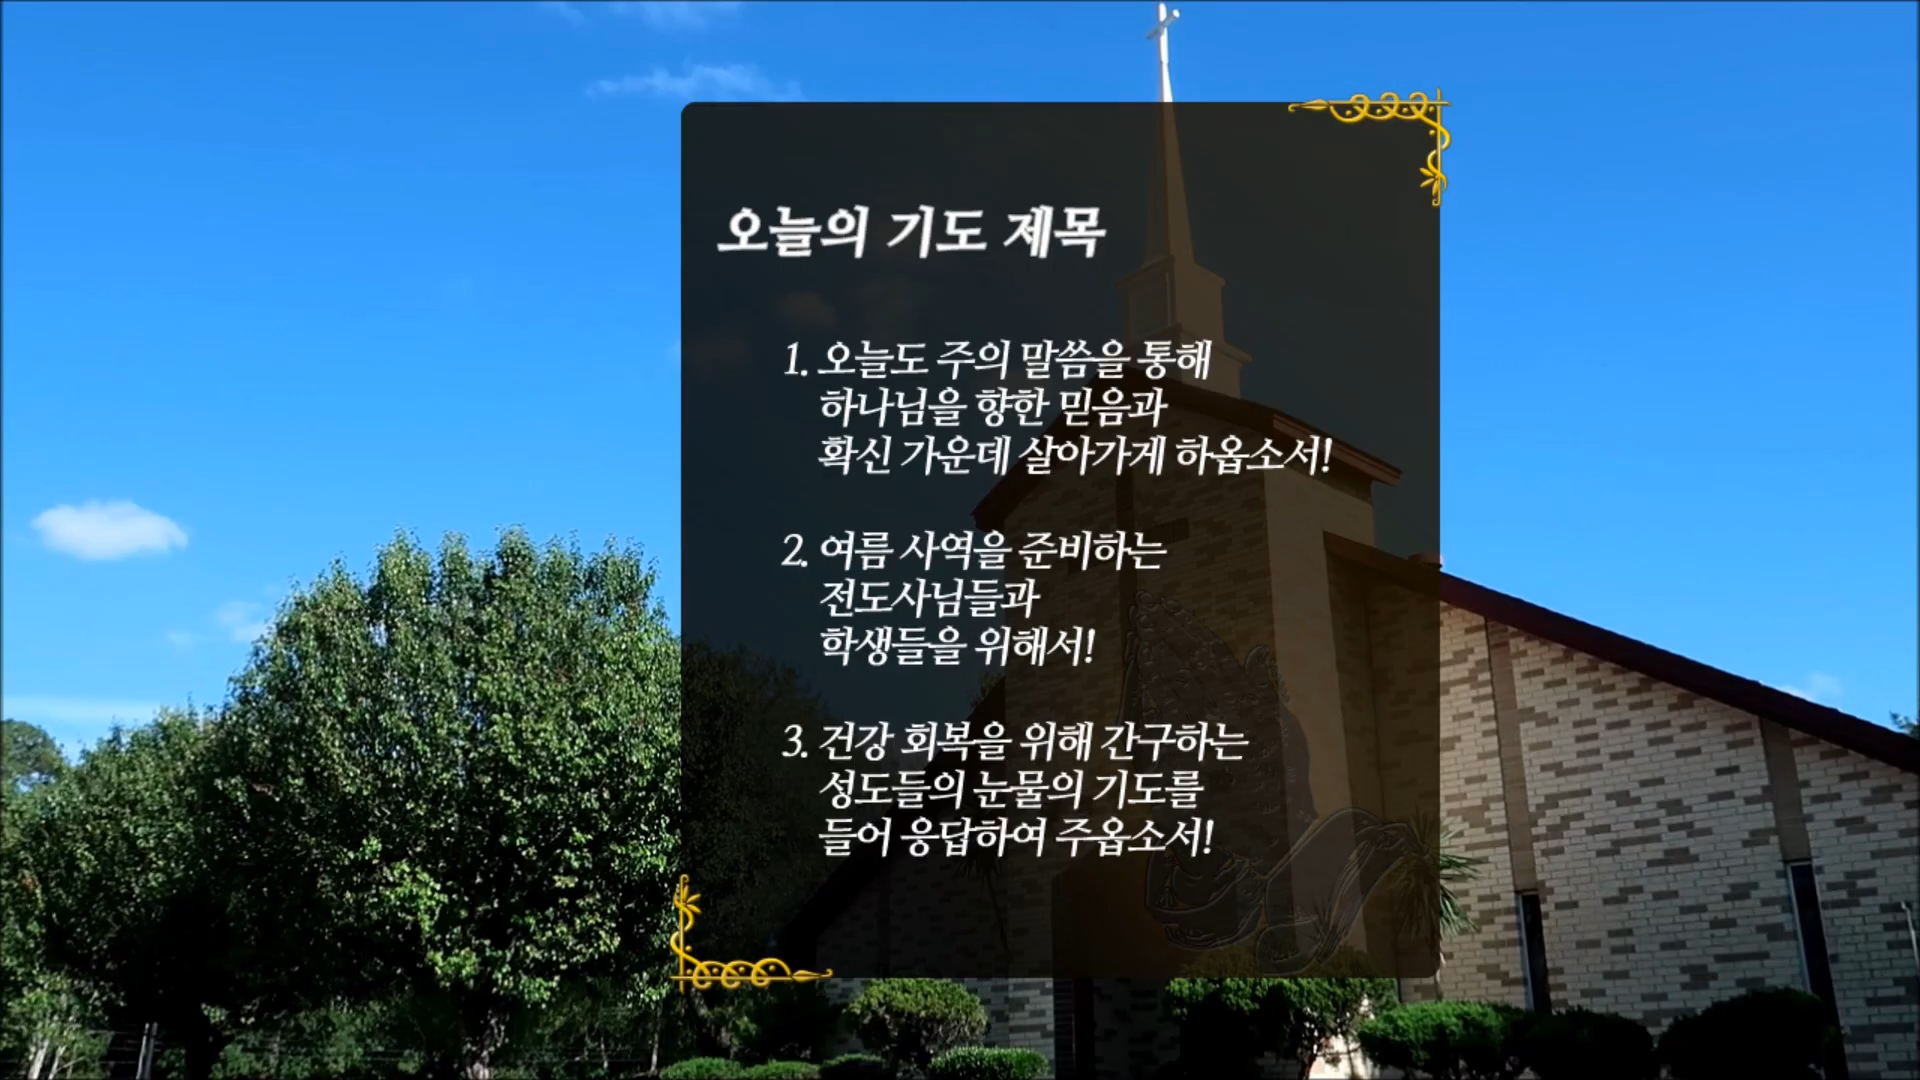 오늘의 기도 제목
1. 오늘도 주의 말씀을 통해
하나님을 향한 믿음과
확신 가운데 살아가게 하옵소서!
2. 여름 사역을 준비하는
전도사님들과
학생들을 위해서!
3. 건강 회복을 위해 간구하는
성도들의 눈물의 기도를
들어 응답하여 주옵소서!